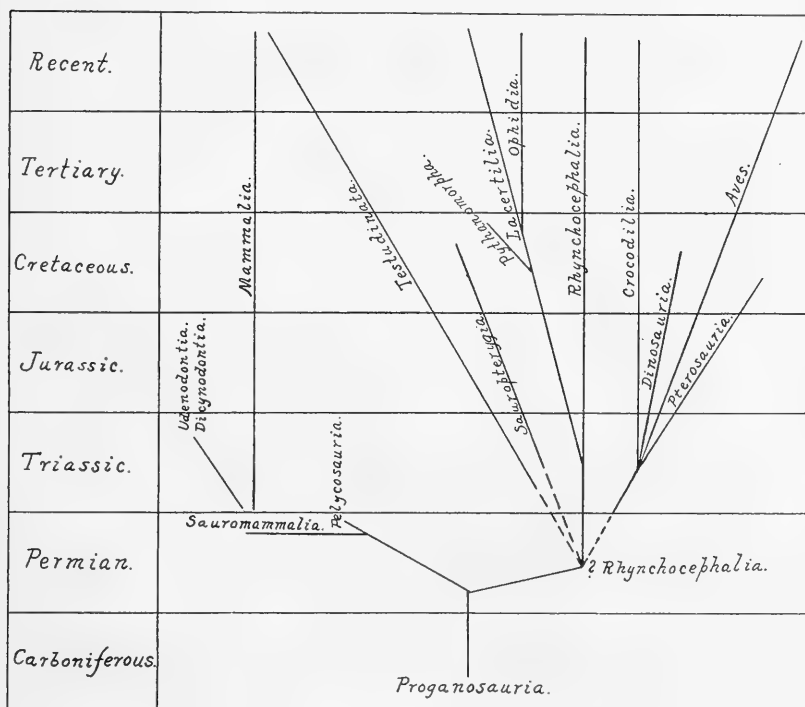 Recent.
Tertiary.
Cretaceous.
Jurassic.
Triassic.
Permian.
Carboniferous.
Udenodontia.
Dicynodontia.
Mammalia.
Sauromammalia.
Pelycosauria.
Testudinata.
Sauropterygia.
Pythanomorpha.
Lacertilia.
Ophidia.
Rhynchocephalia.
Crocodilia.
Dinosauria.
Aves.
Pterosauria.
? Rhynchocephalia.
Proganosauria.